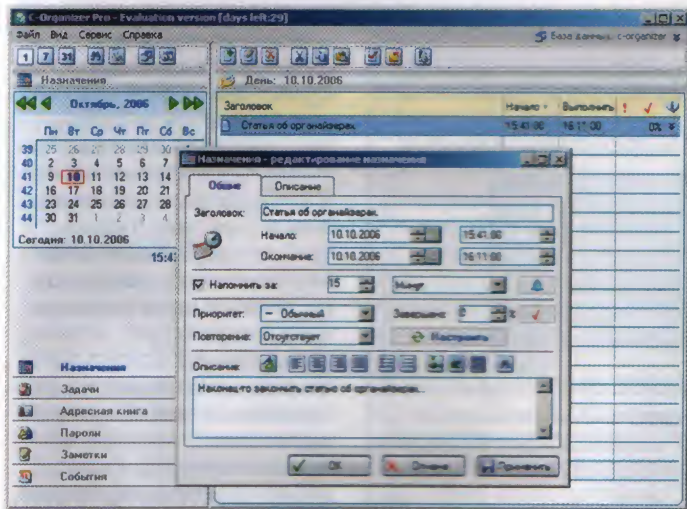 C-Organizer Pro - Evaluation version [days left:29]
Файл Вид Сервис Справка
База данных: c-organizer
1 7 31
Назначения
День: 10.10.2006
Октябрь, 2006
Заголовок Начало Выполнить !
Статья об органайзерах. 15:41:00 16:11:00 0%
Пн Вт Ср Чт Пт Сб Вс
39 25 26 27 28 29 30
40 2 3 4 5 6 7
41 9 10 11 12 13 14
42 16 17 18 19 20 21
43 23 24 25 26 27 28
44 30 31 1 2 3 4
Сегодня: 10.10.2006
Назначения - редактирование назначения
Общие Описание
Заголовок: Статья об органайзерах.
Начало: 10.10.2006 15:41:00
Окончание: 10.10.2006 16:11:00
Напомнить за: 15 Минут
Приоритет: Обычный Завершено: 0 %
Повторение: Отсутствует Настроить
Описание:
Наконец-то закончить статью об органайзерах...
OK Отмена Применить
Назначения
Задачи
Адресная книга
Пароли
Заметки
События